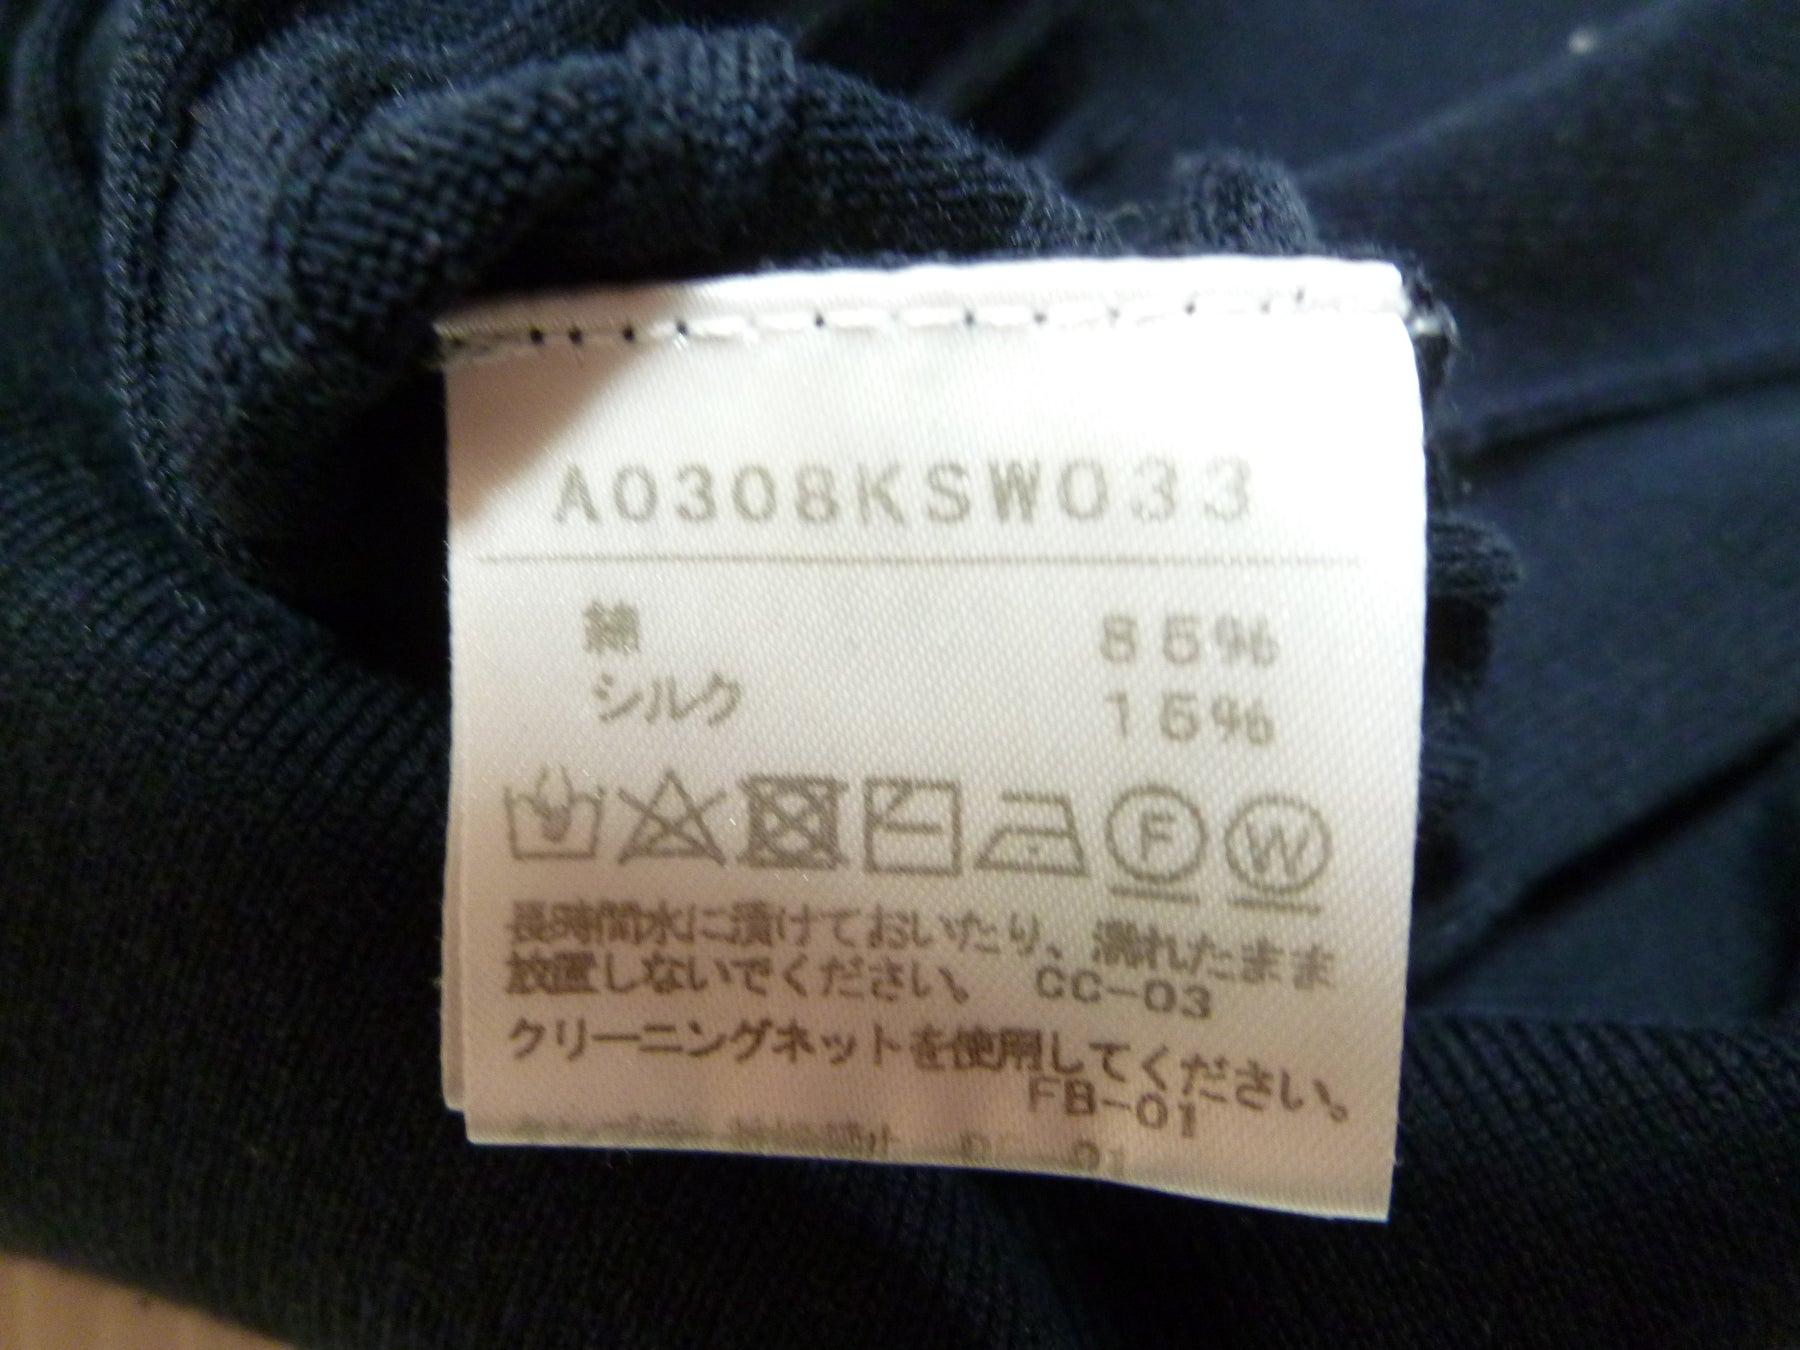 A0308KSW033
綿 85%
シルク 15%
F W
長時間水に漬けておいたり、濡れたまま
放置しないでください。 CC-03
クリーニングネットを使用してください。
FB-01